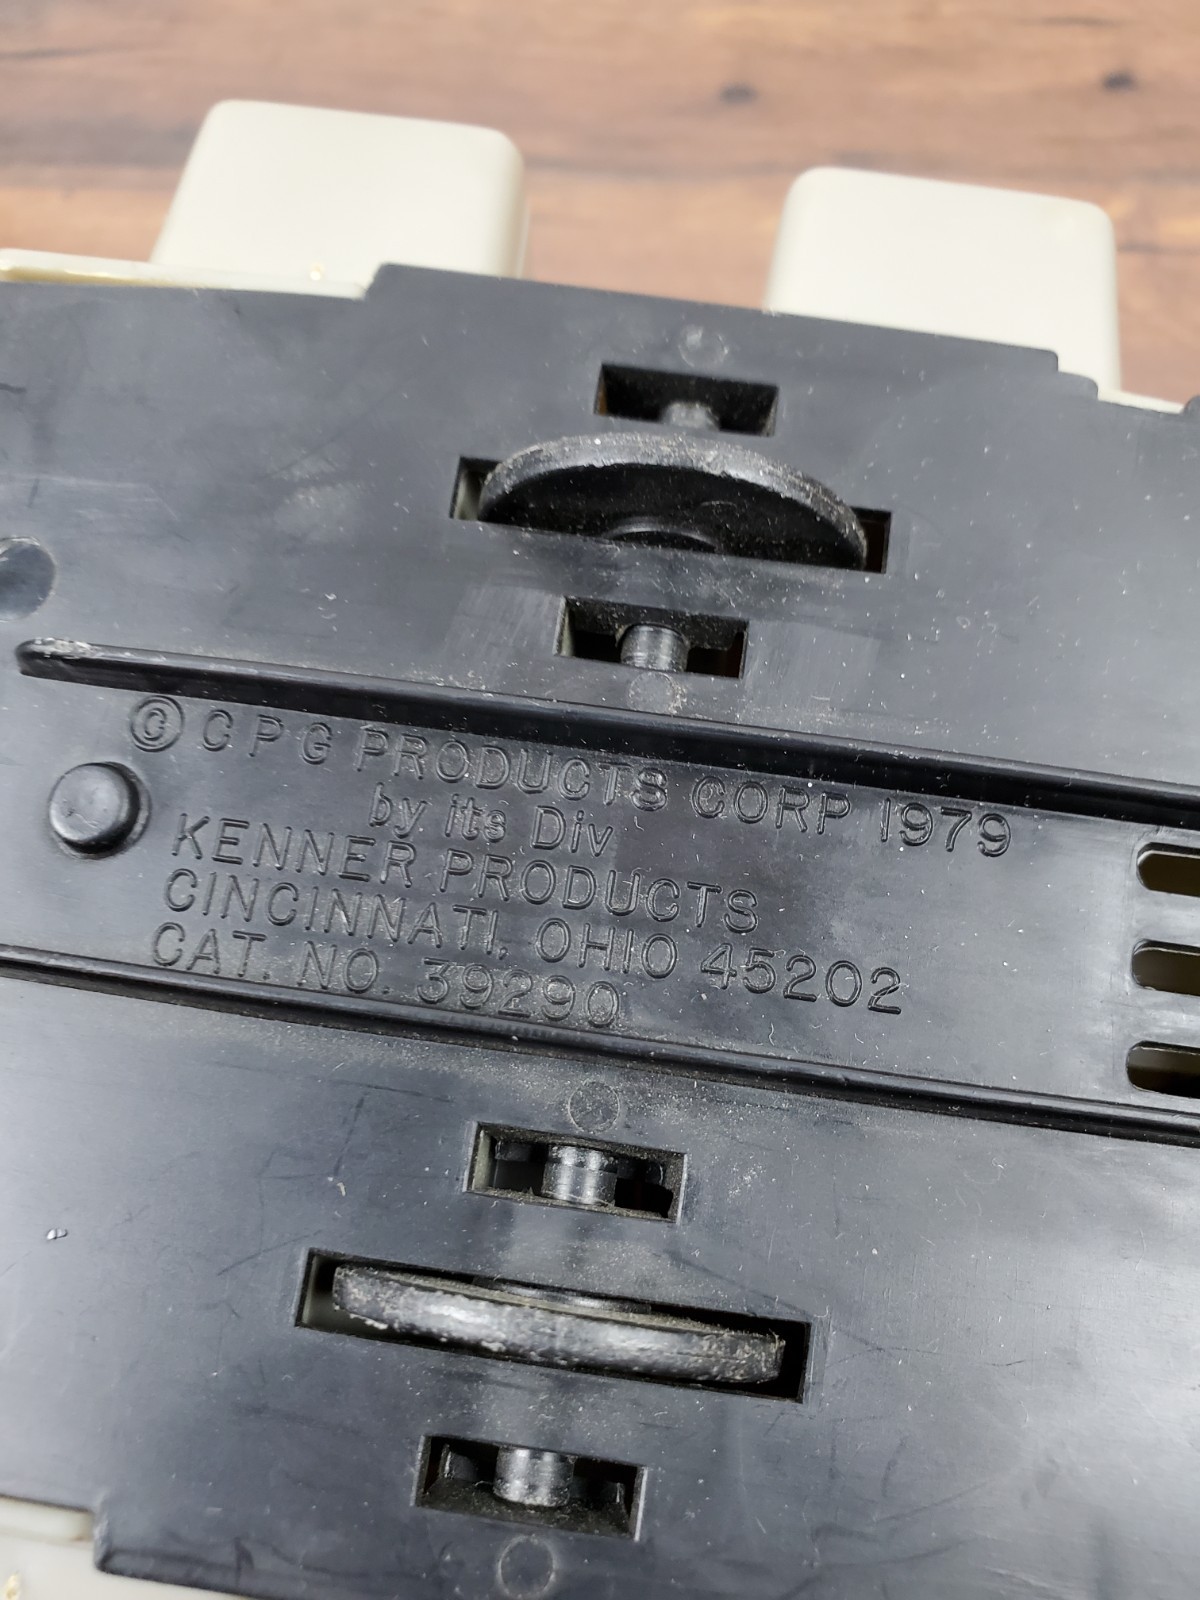 © CPG PRODUCTS CORP 1979
by its Div
KENNER PRODUCTS
CINCINNATI, OHIO 45202
CAT. NO. 39290